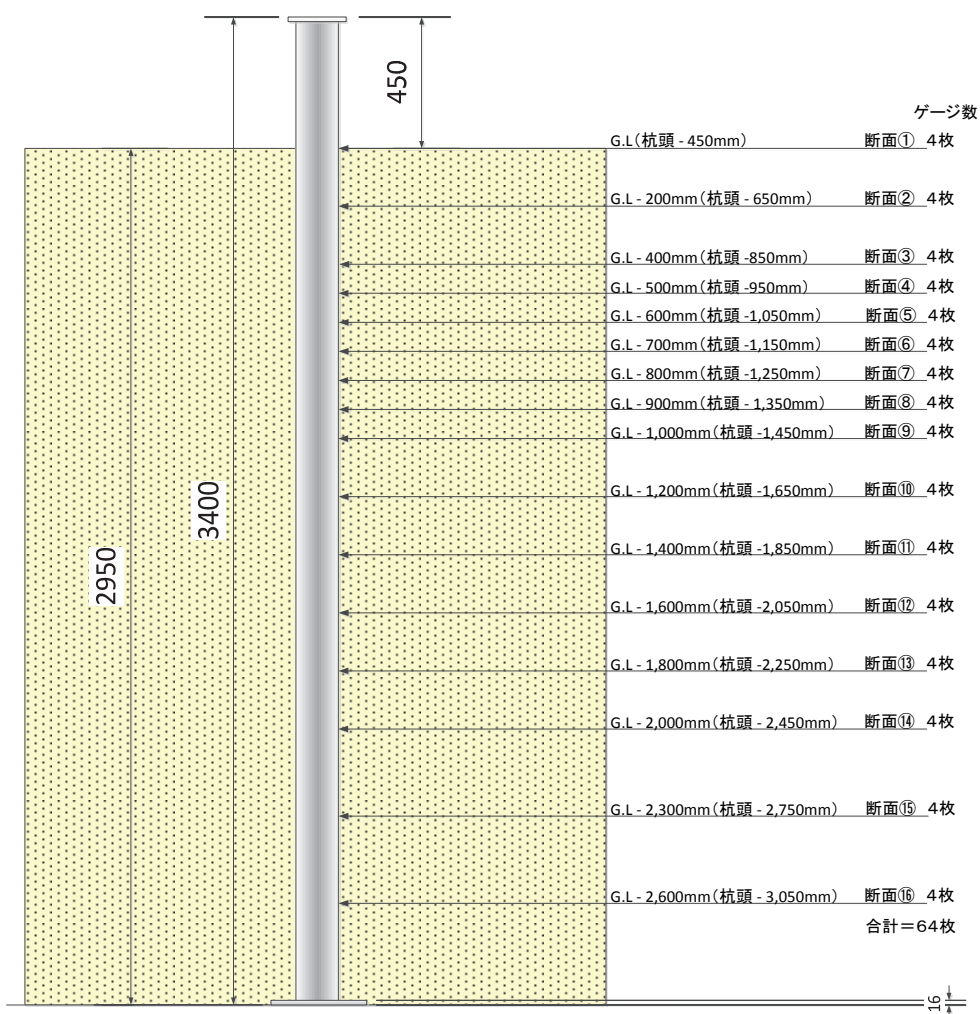 450
ゲージ数
G.L(杭頭 - 450mm) 断面① 4枚
G.L - 200mm(杭頭 - 650mm) 断面② 4枚
G.L - 400mm(杭頭 -850mm) 断面③ 4枚
G.L - 500mm(杭頭 -950mm) 断面④ 4枚
G.L - 600mm(杭頭 -1,050mm) 断面⑤ 4枚
G.L - 700mm(杭頭 -1,150mm) 断面⑥ 4枚
G.L - 800mm(杭頭 -1,250mm) 断面⑦ 4枚
G.L - 900mm(杭頭 - 1,350mm) 断面⑧ 4枚
G.L - 1,000mm(杭頭 -1,450mm) 断面⑨ 4枚
G.L - 1,200mm(杭頭 -1,650mm) 断面⑩ 4枚
3400
G.L - 1,400mm(杭頭 -1,850mm) 断面⑪ 4枚
2950
G.L - 1,600mm(杭頭 -2,050mm) 断面⑫ 4枚
G.L - 1,800mm(杭頭 -2,250mm) 断面⑬ 4枚
G.L - 2,000mm(杭頭 - 2,450mm) 断面⑭ 4枚
G.L - 2,300mm(杭頭 - 2,750mm) 断面⑮ 4枚
G.L - 2,600mm(杭頭 - 3,050mm) 断面⑯ 4枚
合計=64枚
16